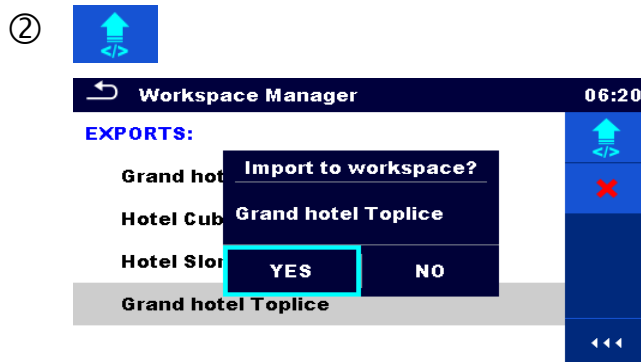 ②
</>
Workspace Manager 06:20
EXPORTS:
</>
Grand hot
Import to workspace?
Hotel Cub
Grand hotel Toplice
Hotel Slo
YES NO
Grand hotel Toplice